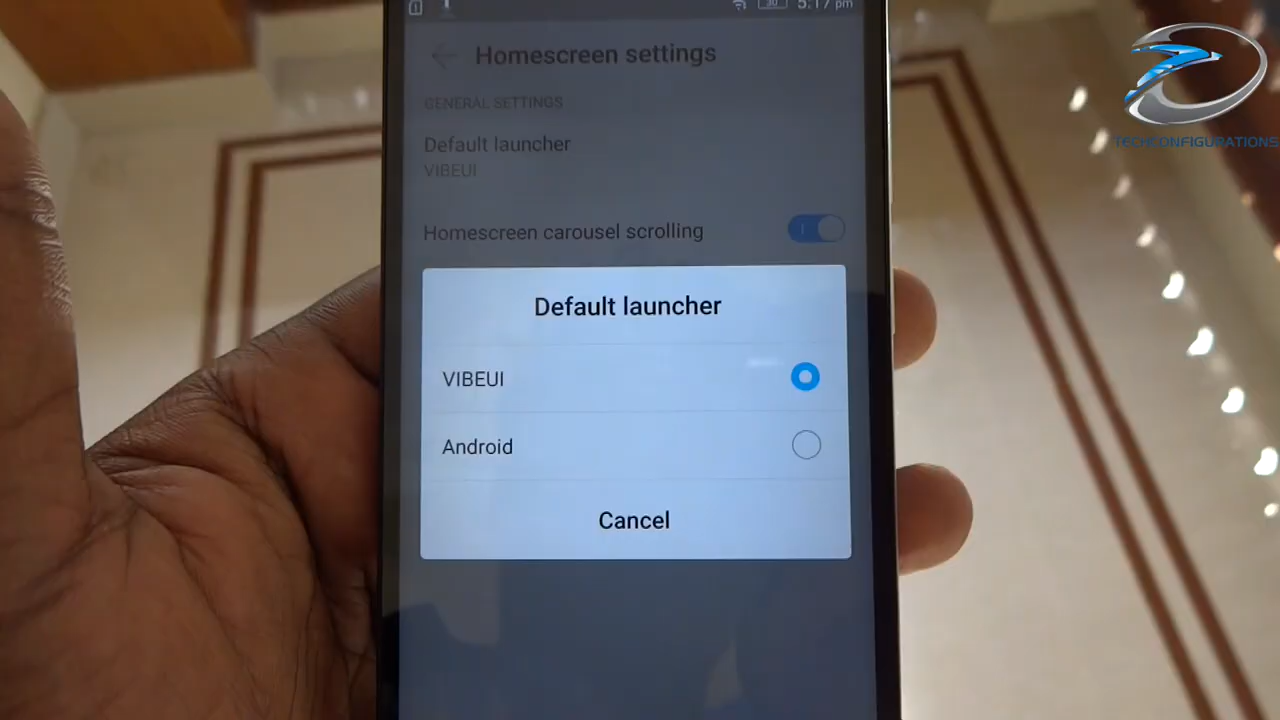 5:17 pm
Homescreen settings
GENERAL SETTINGS
Default launcher
VIBEUI
Homescreen carousel scrolling
Default launcher
VIBEUI
Android
Cancel
TECHCONFIGURATIONS